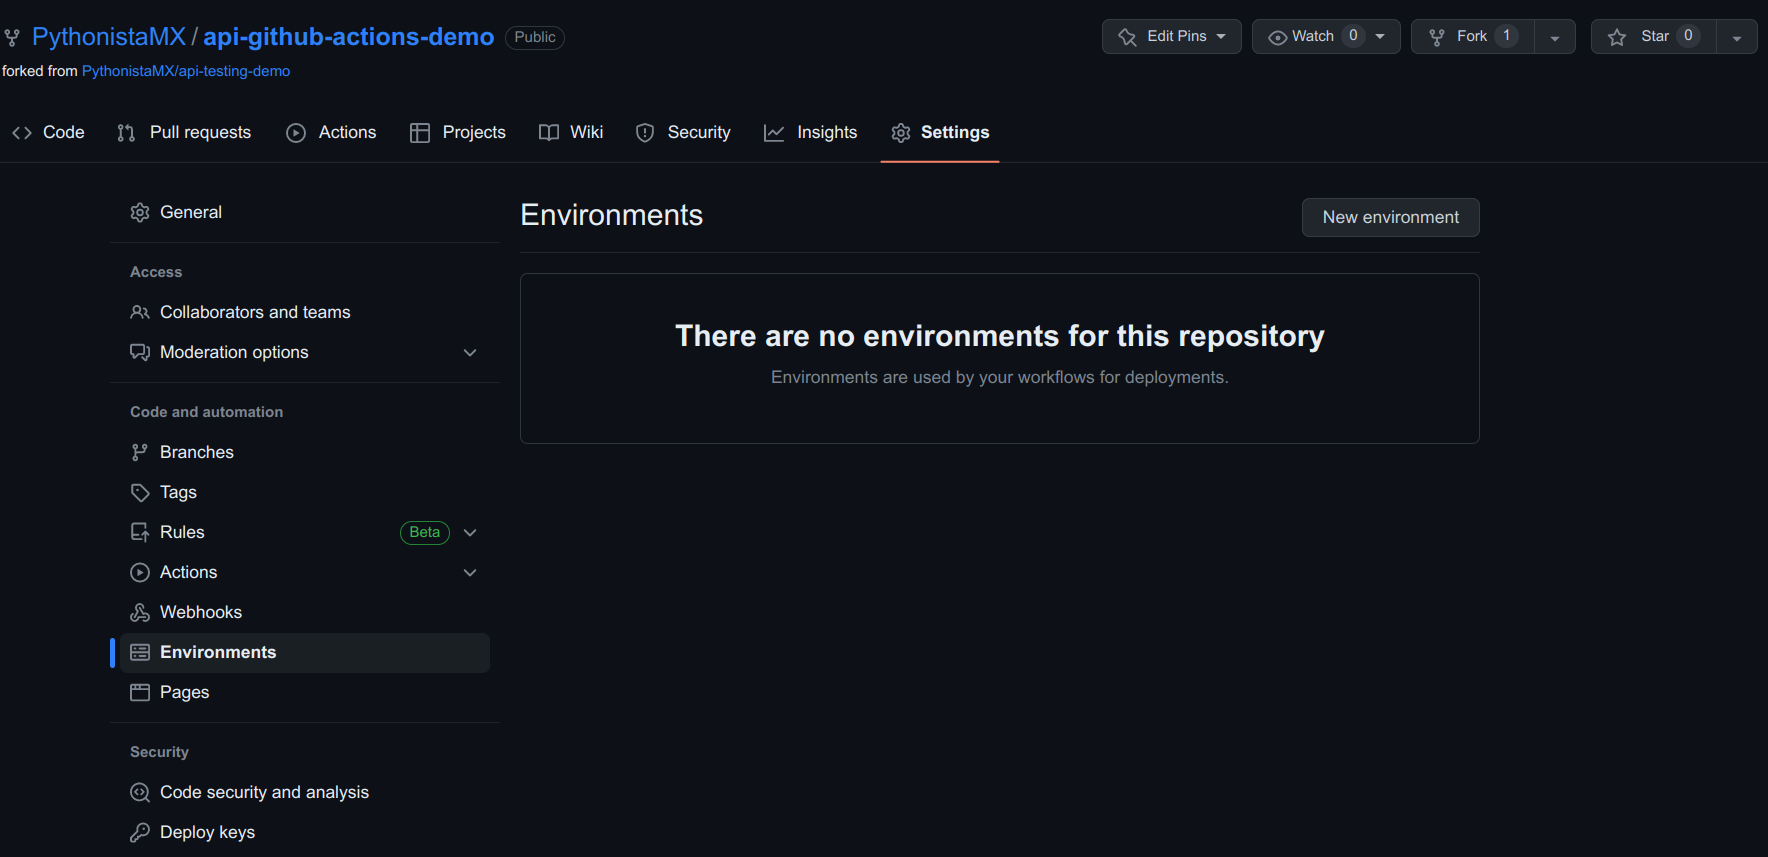 PythonistaMX / api-github-actions-demo Public Edit Pins Watch 0 Fork 1 Star 0
forked from PythonistaMX/api-testing-demo
Code Pull requests Actions Projects Wiki Security Insights Settings
General
Access
Collaborators and teams
Moderation options
Code and automation
Branches
Tags
Rules Beta
Actions
Webhooks
Environments
Pages
Security
Code security and analysis
Deploy keys
Environments New environment
There are no environments for this repository
Environments are used by your workflows for deployments.